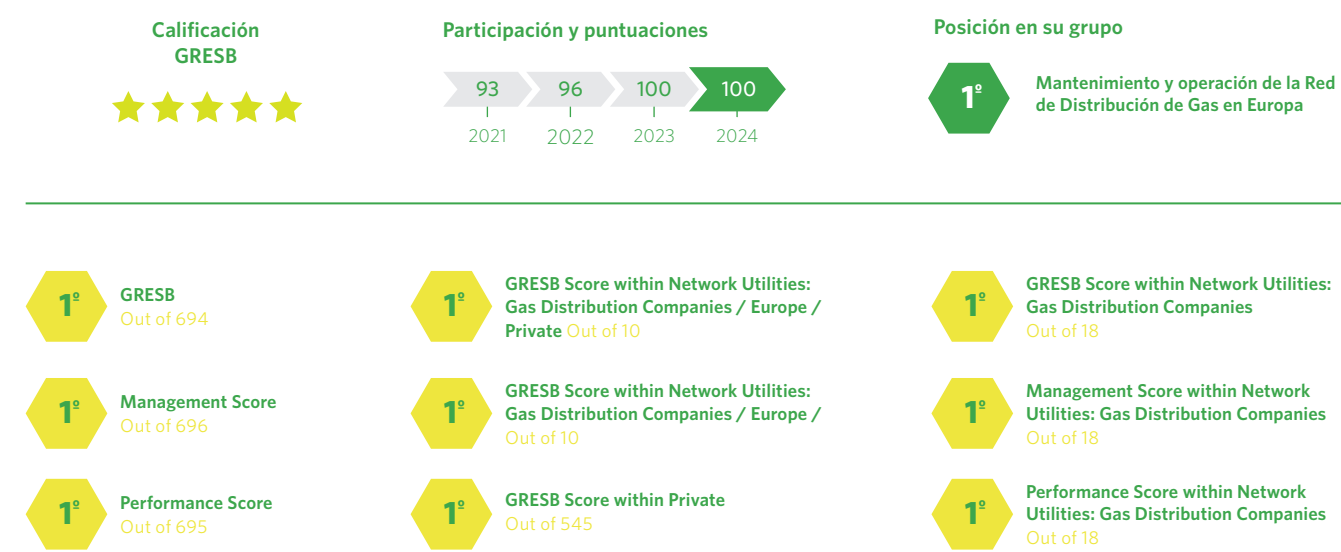 Calificación
GRESB
Participación y puntuaciones
93
96
100
100
2021
2022
2023
2024
Posición en su grupo
1º
Mantenimiento y operación de la Red
de Distribución de Gas en Europa
1º
GRESB
Out of 694
1º
GRESB Score within Network Utilities:
Gas Distribution Companies / Europe /
Private Out of 10
1º
GRESB Score within Network Utilities:
Gas Distribution Companies
Out of 18
1º
Management Score
Out of 696
1º
GRESB Score within Network Utilities:
Gas Distribution Companies / Europe /
Out of 10
1º
Management Score within Network
Utilities: Gas Distribution Companies
Out of 18
1º
Performance Score
Out of 695
1º
GRESB Score within Private
Out of 545
1º
Performance Score within Network
Utilities: Gas Distribution Companies
Out of 18